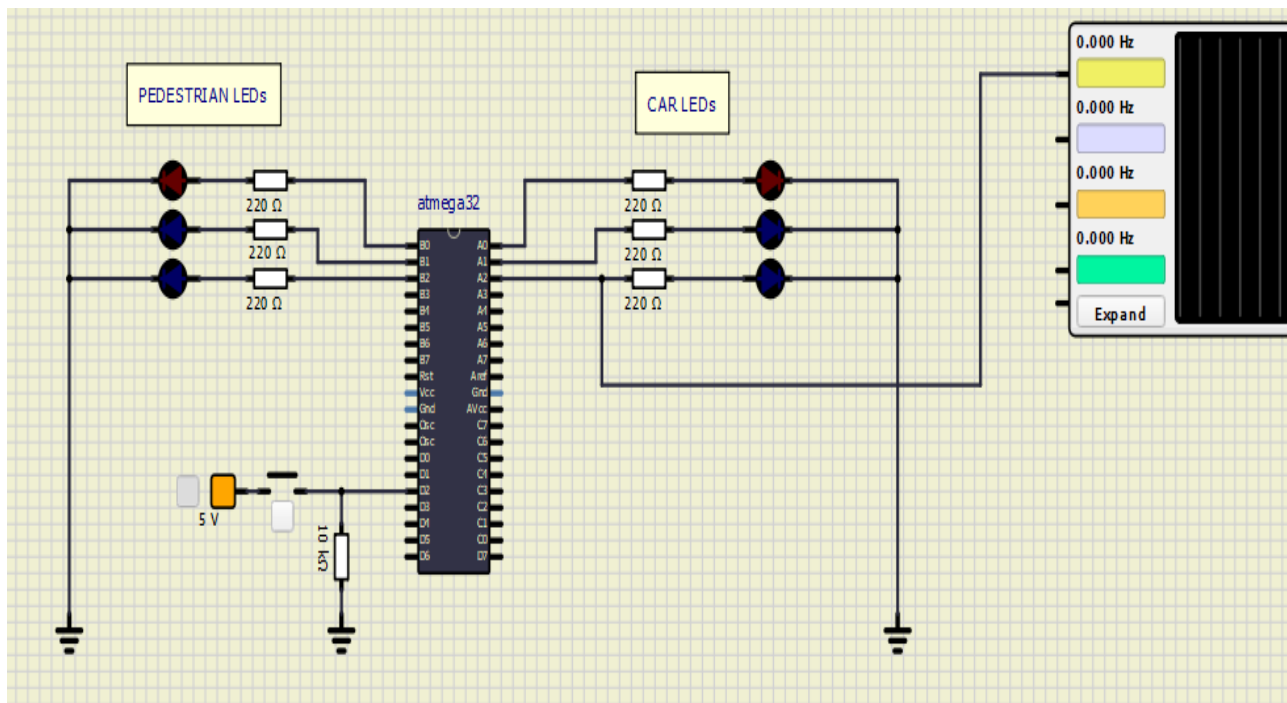 PEDESTRIAN LEDs
CAR LEDs
0.000 Hz
0.000 Hz
0.000 Hz
0.000 Hz
Expand
220 Ω
220 Ω
220 Ω
220 Ω
220 Ω
220 Ω
atmega32
B0 A0
B1 A1
B2 A2
B3 A3
B4 A4
B5 A5
B6 A6
B7 A7
Rst Aref
Vcc Gnd
Gnd AVcc
Osc C7
Osc C6
D0 C5
D1 C4
D2 C3
D3 C2
D4 C1
D5 C0
D6 D7
5 V
10 kΩ